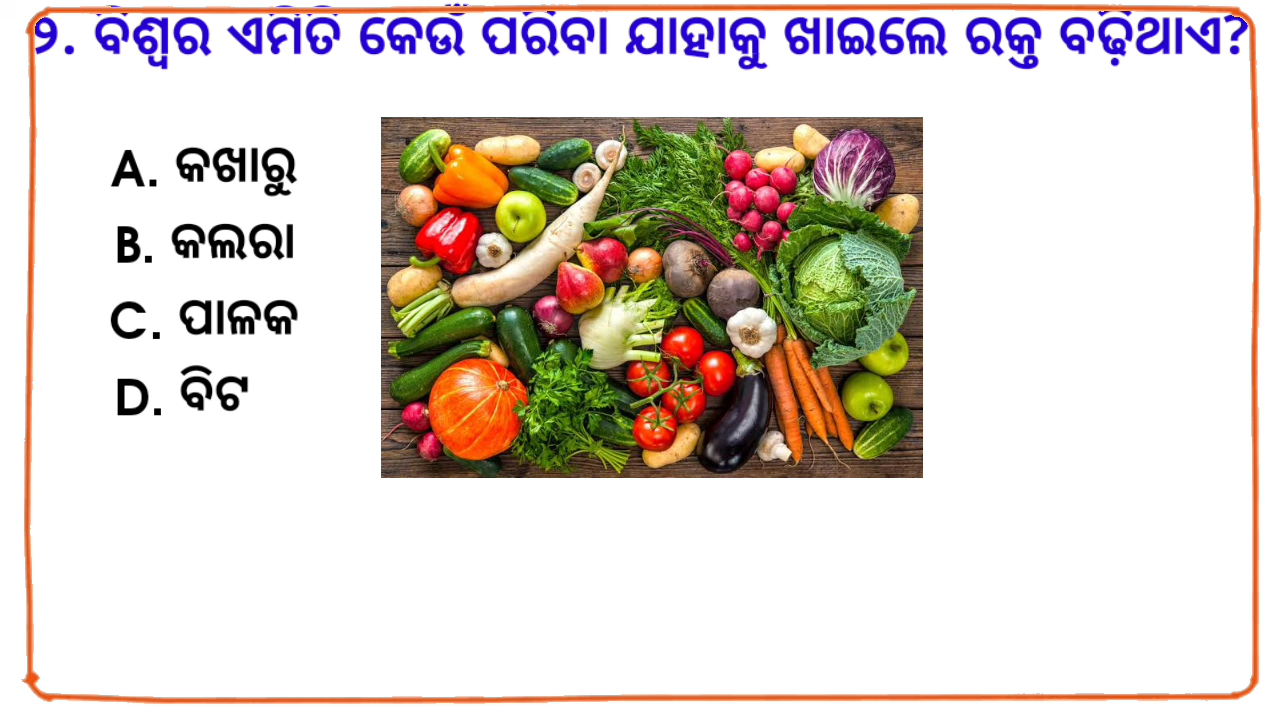 ୨. ବିଶ୍ୱର ଏମିତି କେଉଁ ପରିବା ଯାହାକୁ ଖାଇଲେ ରକ୍ତ ବଢ଼ିଥାଏ?
A. କଖାରୁ
B. କଲରା
C. ପାଳକ
D. ବିଟ